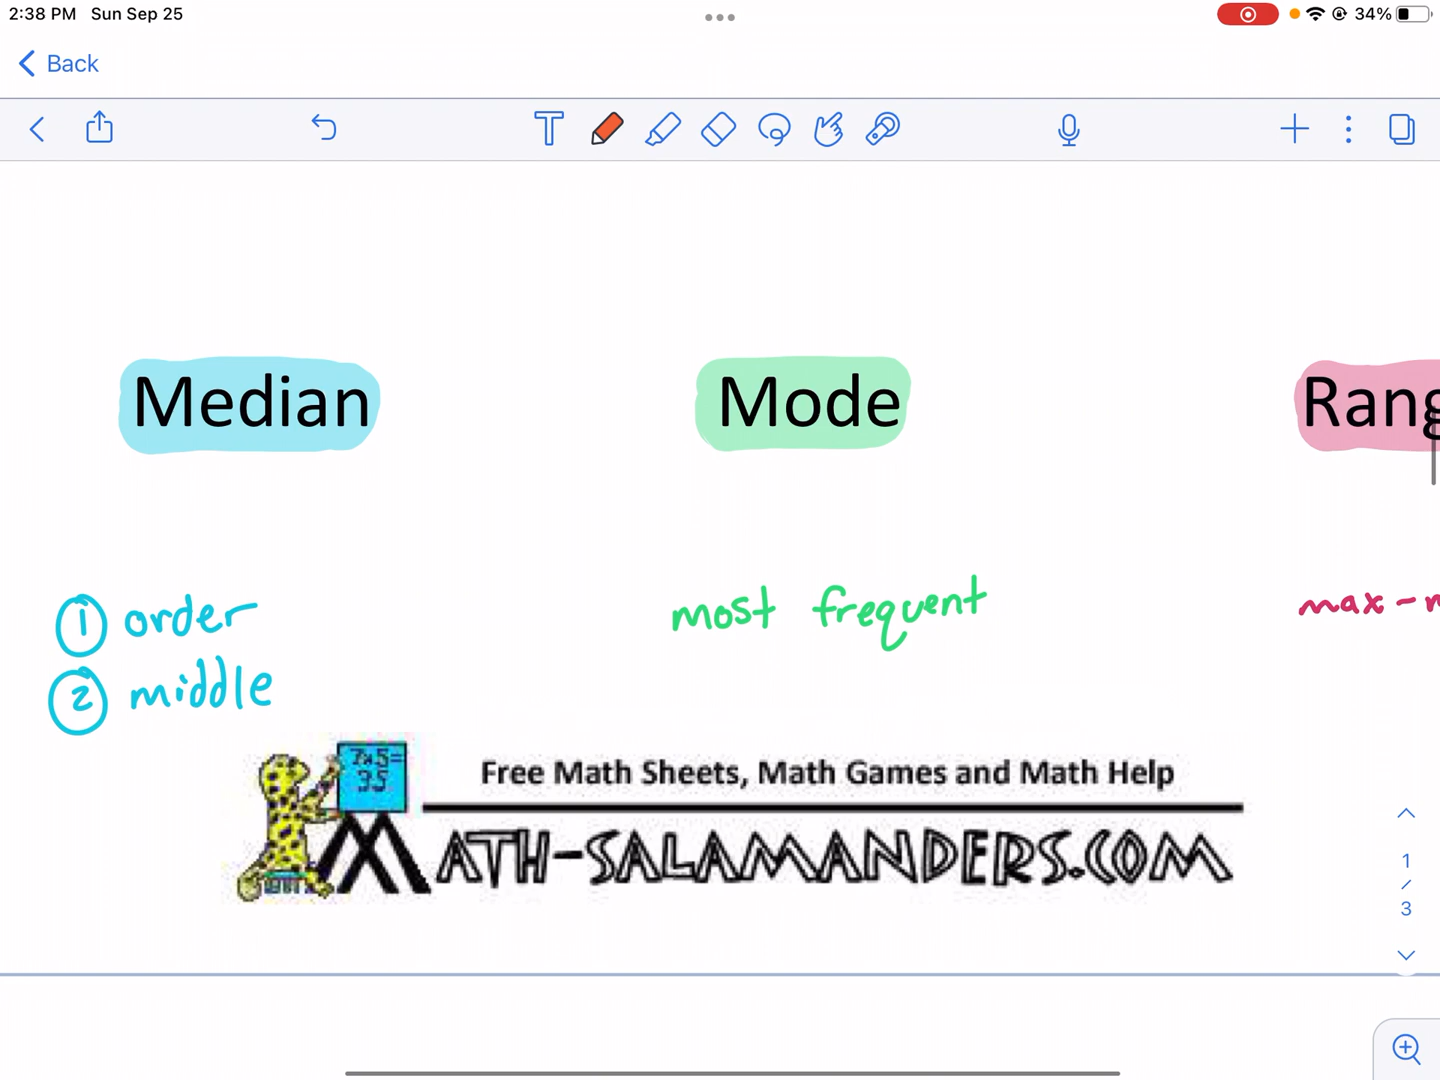 2:38 PM Sun Sep 25
34%
Back
Median Mode Rang
1 order
2 middle
most frequent
max-m
7x5=
35
Free Math Sheets, Math Games and Math Help
MATH-SALAMANDERS.COM
1
/
3